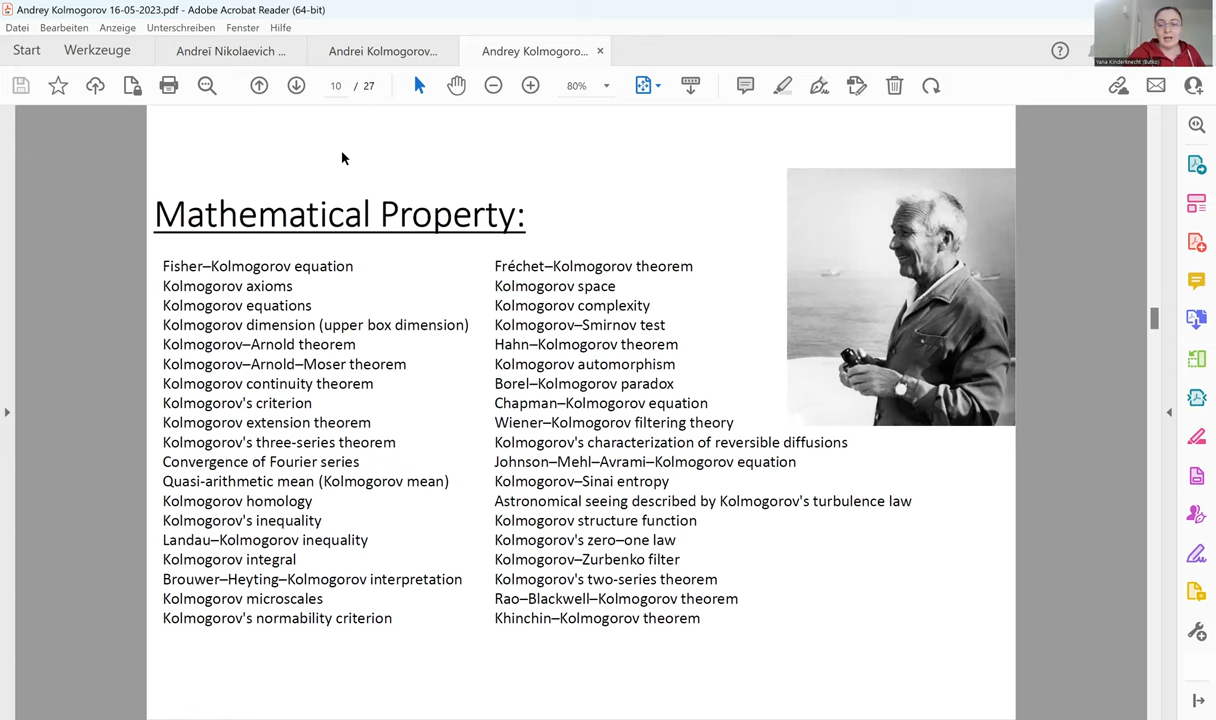 Andrey Kolmogorov 16-05-2023.pdf - Adobe Acrobat Reader (64-bit)
Datei Bearbeiten Anzeige Unterschreiben Fenster Hilfe
Start Werkzeuge Andreï Nikolaevich ... Andrei Kolmogorov... Andrey Kolmogoro... ×
10 / 27 80%
Yana Kinderknecht (Butko)
Mathematical Property:
Fisher–Kolmogorov equation
Kolmogorov axioms
Kolmogorov equations
Kolmogorov dimension (upper box dimension)
Kolmogorov–Arnold theorem
Kolmogorov–Arnold–Moser theorem
Kolmogorov continuity theorem
Kolmogorov's criterion
Kolmogorov extension theorem
Kolmogorov's three-series theorem
Convergence of Fourier series
Quasi-arithmetic mean (Kolmogorov mean)
Kolmogorov homology
Kolmogorov's inequality
Landau–Kolmogorov inequality
Kolmogorov integral
Brouwer–Heyting–Kolmogorov interpretation
Kolmogorov microscales
Kolmogorov's normability criterion
Fréchet–Kolmogorov theorem
Kolmogorov space
Kolmogorov complexity
Kolmogorov–Smirnov test
Hahn–Kolmogorov theorem
Kolmogorov automorphism
Borel–Kolmogorov paradox
Chapman–Kolmogorov equation
Wiener–Kolmogorov filtering theory
Kolmogorov's characterization of reversible diffusions
Johnson–Mehl–Avrami–Kolmogorov equation
Kolmogorov–Sinai entropy
Astronomical seeing described by Kolmogorov's turbulence law
Kolmogorov structure function
Kolmogorov's zero–one law
Kolmogorov–Zurbenko filter
Kolmogorov's two-series theorem
Rao–Blackwell–Kolmogorov theorem
Khinchin–Kolmogorov theorem